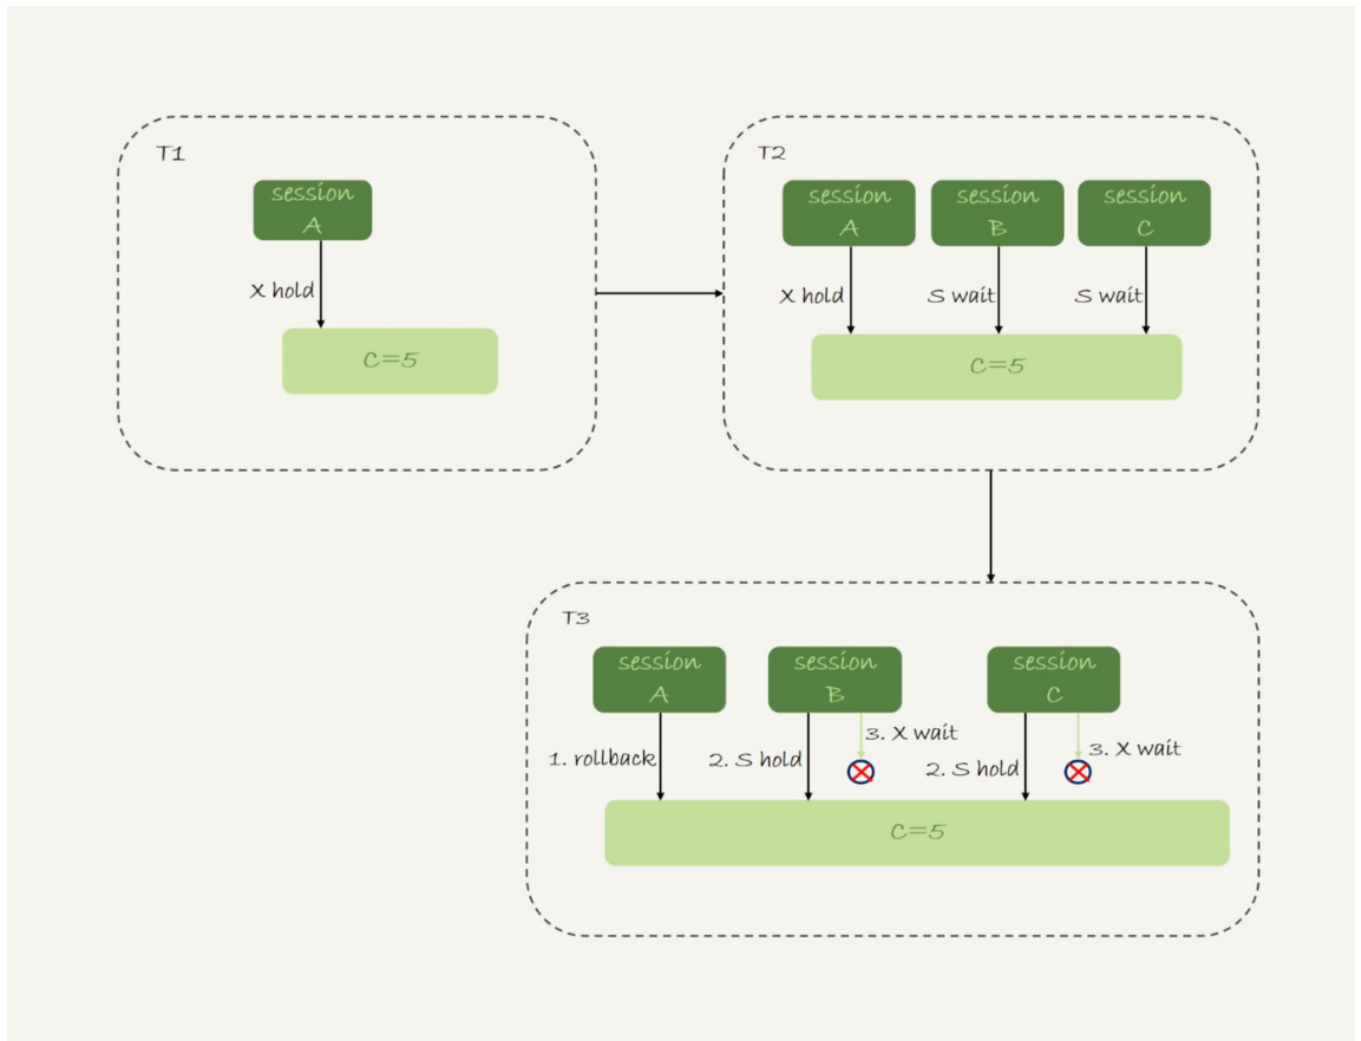 T1
session
A
X hold
C=5
T2
session
A
session
B
session
C
X hold
S wait
S wait
C=5
T3
session
A
session
B
session
C
1. rollback
2. S hold
3. X wait
2. S hold
3. X wait
C=5